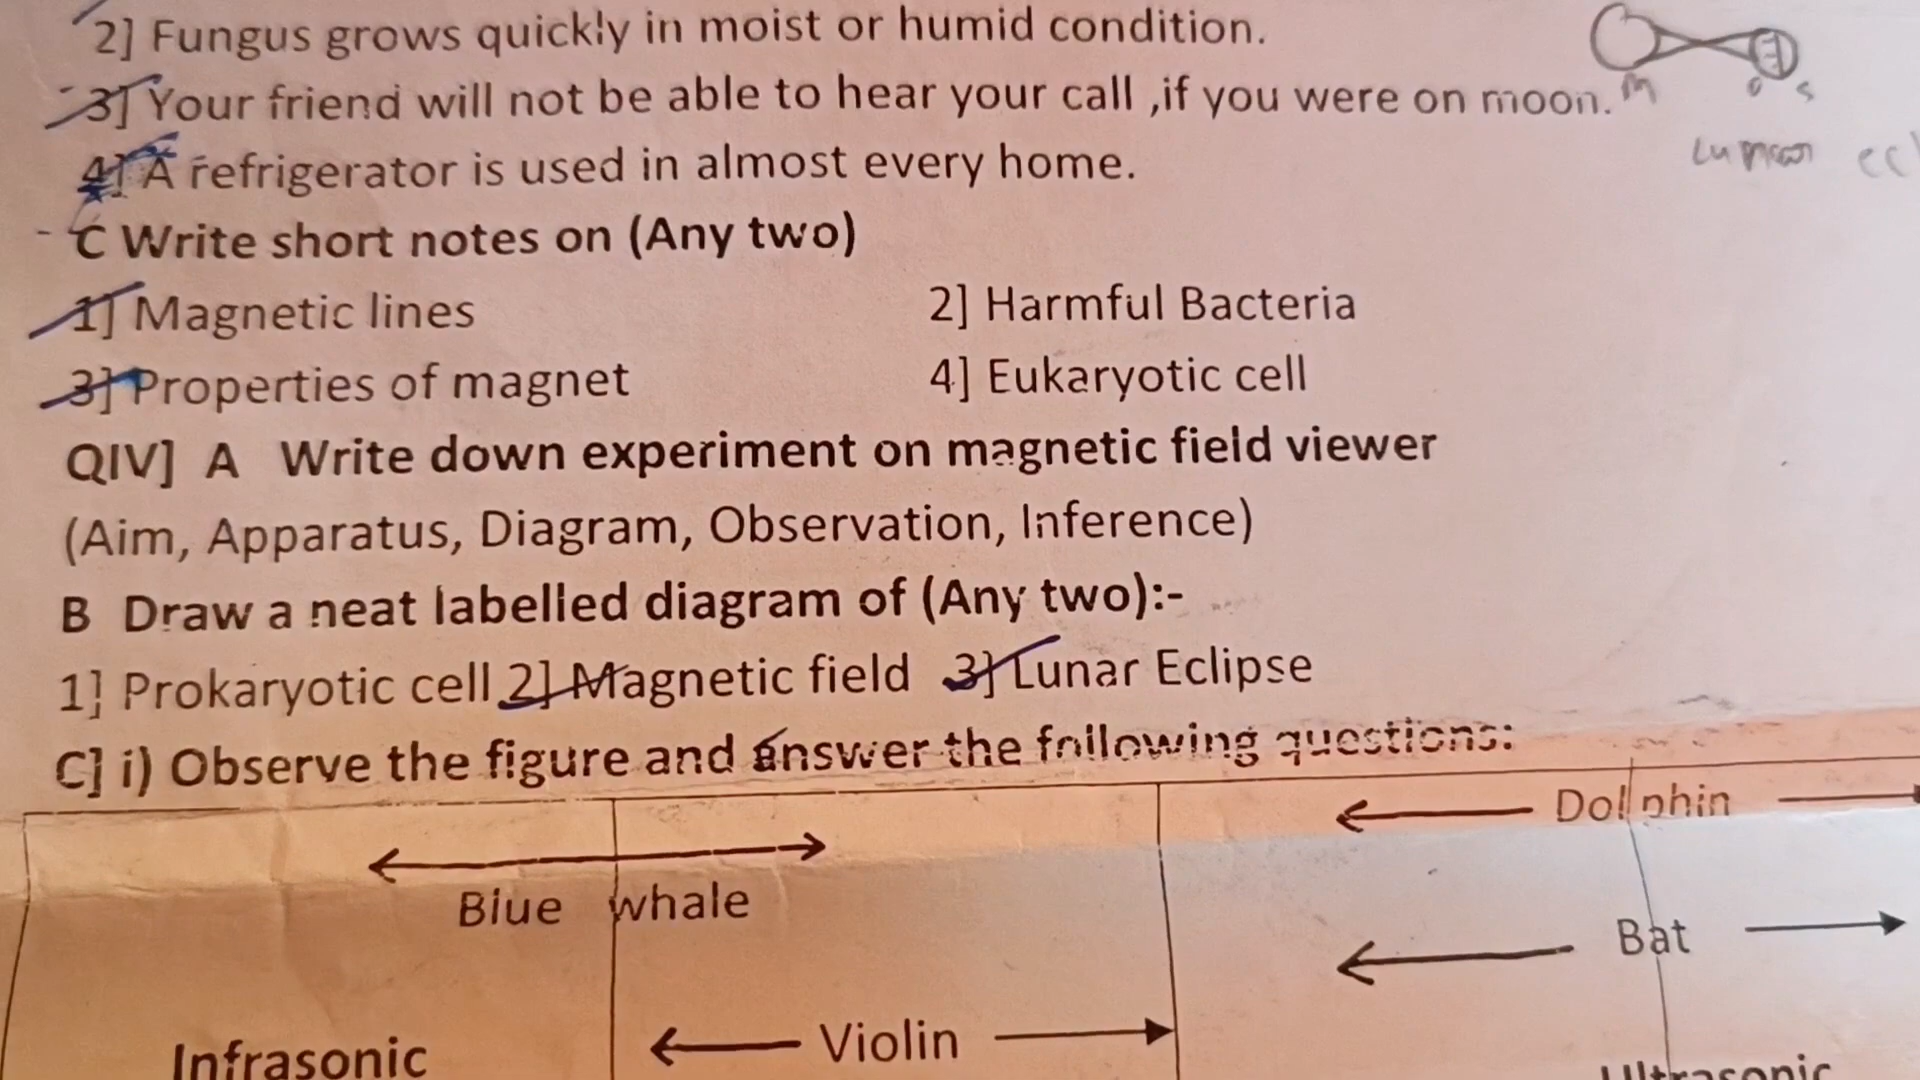 2] Fungus grows quickly in moist or humid condition.
3] Your friend will not be able to hear your call ,if you were on moon.
M O S
4] A refrigerator is used in almost every home.
C Write short notes on (Any two)
1] Magnetic lines 2] Harmful Bacteria
3] Properties of magnet 4] Eukaryotic cell
QIV] A Write down experiment on magnetic field viewer
(Aim, Apparatus, Diagram, Observation, Inference)
B Draw a neat labelled diagram of (Any two):-
1] Prokaryotic cell 2] Magnetic field 3] Lunar Eclipse
C] i) Observe the figure and answer the following questions:
Dolphin
Blue whale
Bat
Violin
Infrasonic Ultrasonic